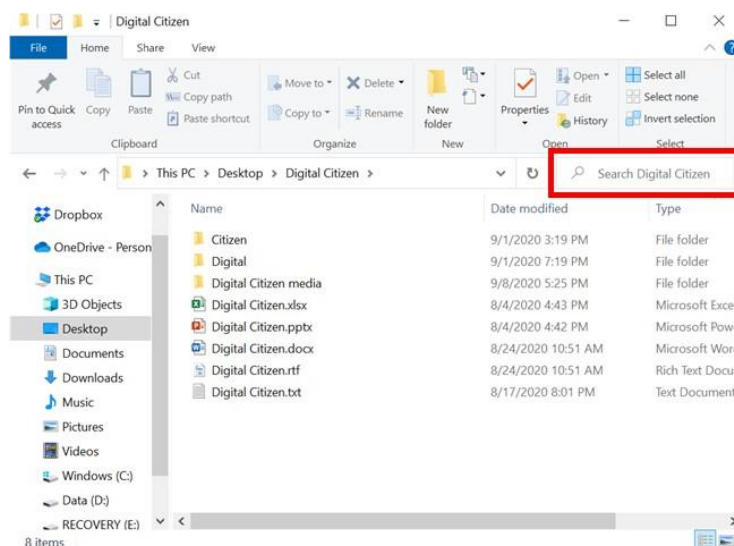 Digital Citizen
File Home Share View
Pin to Quick access
Copy
Paste
Cut
Copy path
Paste shortcut
Clipboard
Move to
Copy to
Delete
Rename
Organize
New folder
New
Properties
Open
Edit
History
Open
Select all
Select none
Invert selection
Select
This PC > Desktop > Digital Citizen >
Search Digital Citizen
Dropbox
OneDrive - Person
This PC
3D Objects
Desktop
Documents
Downloads
Music
Pictures
Videos
Windows (C:)
Data (D:)
RECOVERY (E:)
Name Date modified Type
Citizen 9/1/2020 3:19 PM File folder
Digital 9/1/2020 7:19 PM File folder
Digital Citizen media 9/8/2020 5:25 PM File folder
Digital Citizen.xlsx 8/4/2020 4:43 PM Microsoft Exce
Digital Citizen.pptx 8/4/2020 4:42 PM Microsoft Pow
Digital Citizen.docx 8/24/2020 10:51 AM Microsoft Wor
Digital Citizen.rtf 8/24/2020 10:51 AM Rich Text Docu
Digital Citizen.txt 8/17/2020 8:01 PM Text Document
8 items